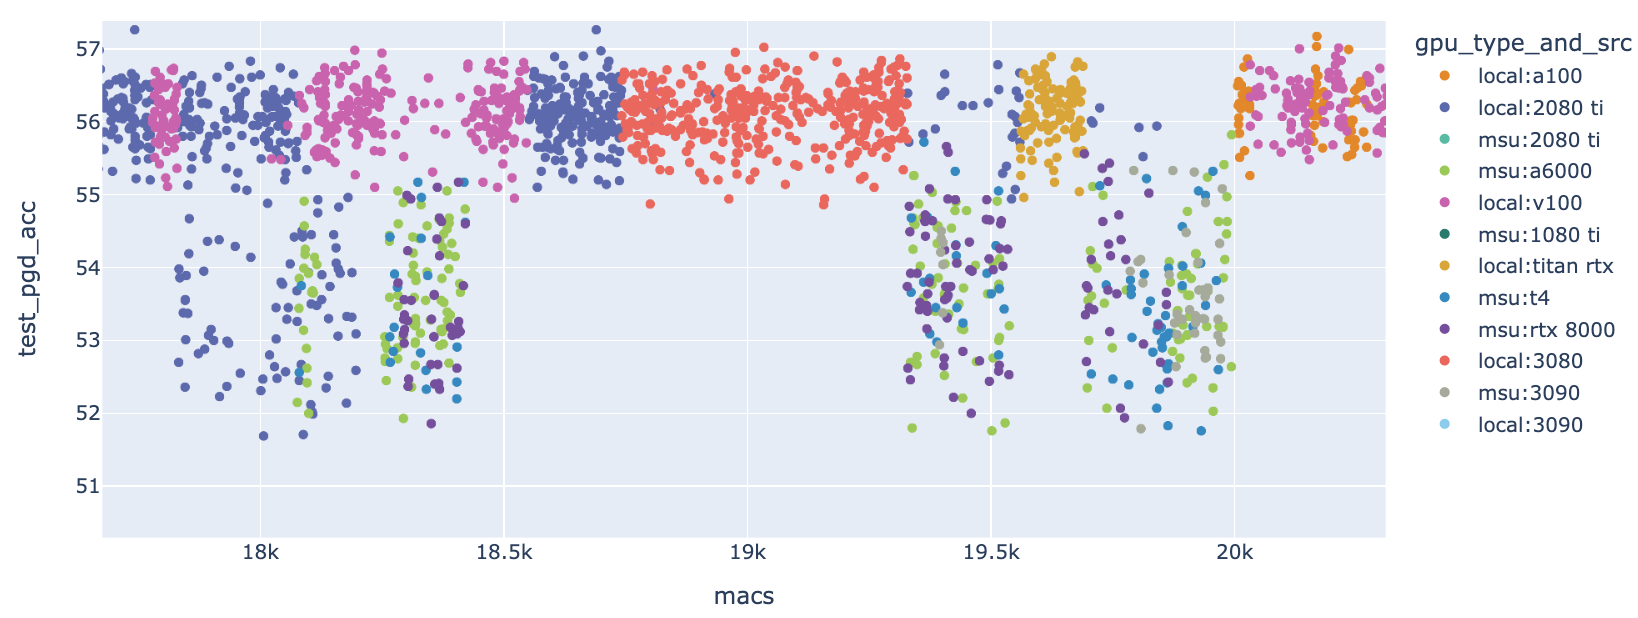 57
56
55
54
53
52
51
test_pgd_acc
18k
18.5k
19k
19.5k
20k
macs
gpu_type_and_src
local:a100
local:2080 ti
msu:2080 ti
msu:a6000
local:v100
msu:1080 ti
local:titan rtx
msu:t4
msu:rtx 8000
local:3080
msu:3090
local:3090